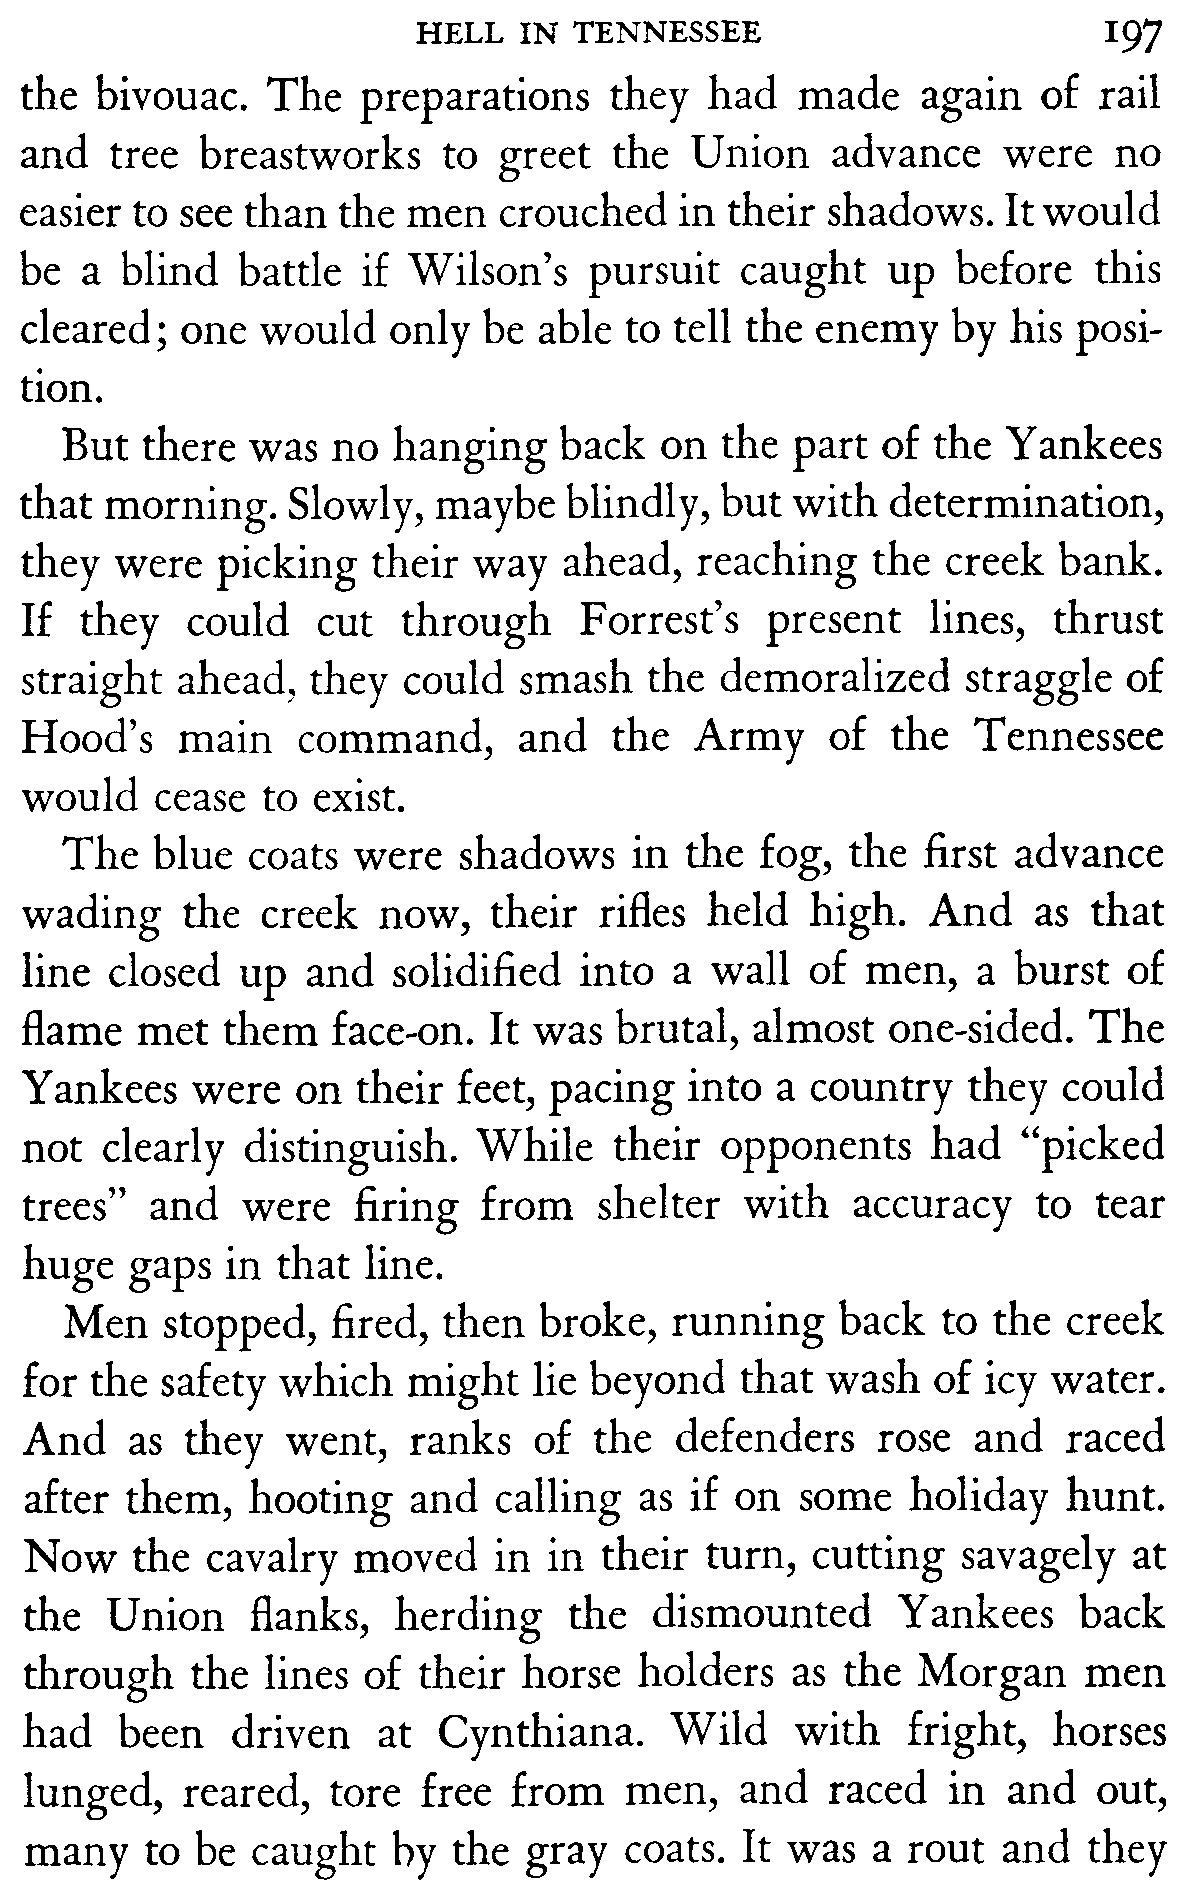 HELL IN TENNESSEE 197
the bivouac. The preparations they had made again of rail
and tree breastworks to greet the Union advance were no
easier to see than the men crouched in their shadows. It would
be a blind battle if Wilson's pursuit caught up before this
cleared; one would only be able to tell the enemy by his posi-
tion.
But there was no hanging back on the part of the Yankees
that morning. Slowly, maybe blindly, but with determination,
they were picking their way ahead, reaching the creek bank.
If they could cut through Forrest's present lines, thrust
straight ahead, they could smash the demoralized straggle of
Hood's main command, and the Army of the Tennessee
would cease to exist.
The blue coats were shadows in the fog, the first advance
wading the creek now, their rifles held high. And as that
line closed up and solidified into a wall of men, a burst of
flame met them face-on. It was brutal, almost one-sided. The
Yankees were on their feet, pacing into a country they could
not clearly distinguish. While their opponents had “picked
trees” and were firing from shelter with accuracy to tear
huge gaps in that line.
Men stopped, fired, then broke, running back to the creek
for the safety which might lie beyond that wash of icy water.
And as they went, ranks of the defenders rose and raced
after them, hooting and calling as if on some holiday hunt.
Now the cavalry moved in in their turn, cutting savagely at
the Union flanks, herding the dismounted Yankees back
through the lines of their horse holders as the Morgan men
had been driven at Cynthiana. Wild with fright, horses
lunged, reared, tore free from men, and raced in and out,
many to be caught by the gray coats. It was a rout and they